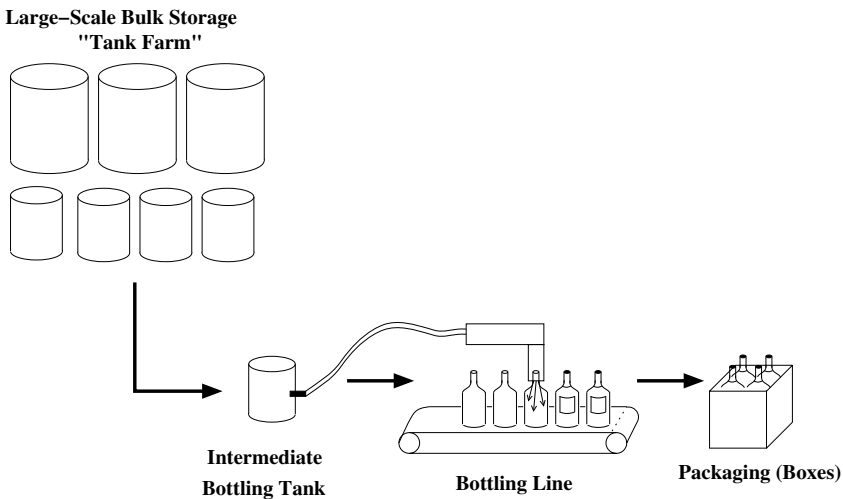 Large−Scale Bulk Storage
"Tank Farm"
Intermediate
Bottling Tank
Bottling Line
Packaging (Boxes)